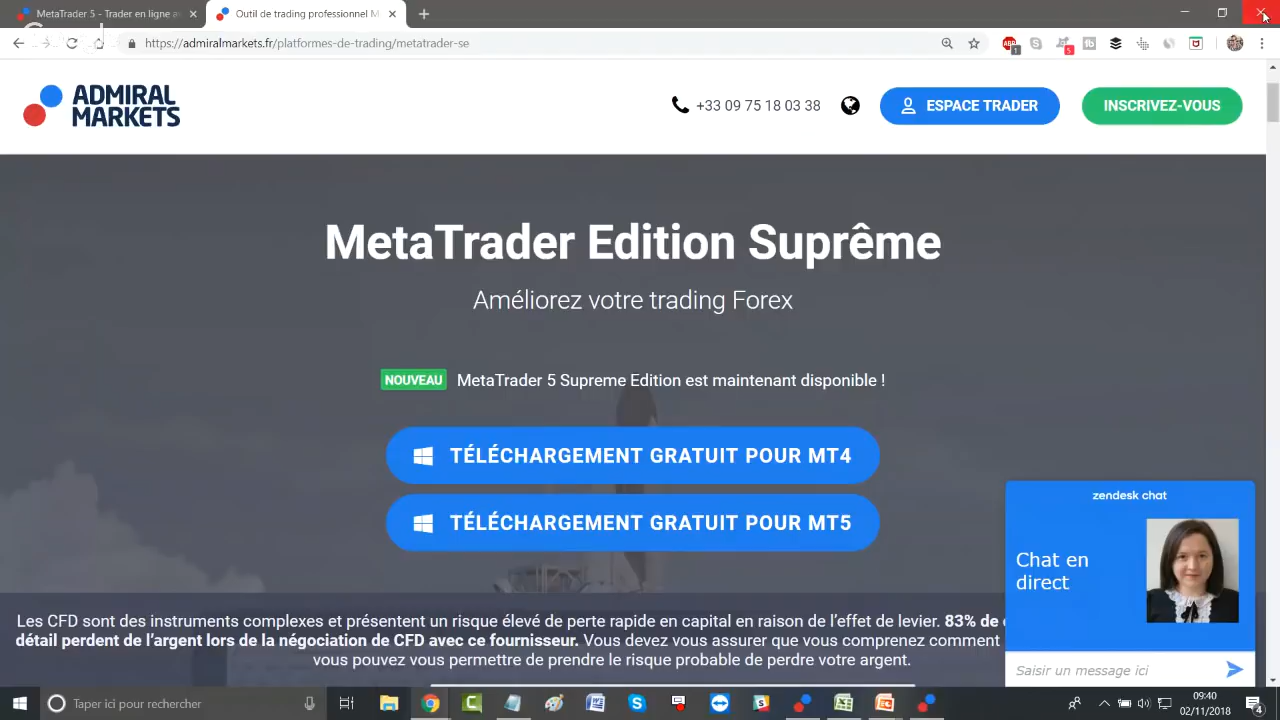 MetaTrader 5 - Trader en ligne a
Outil de trading professionnel M
https://admiralmarkets.fr/platformes-de-trading/metatrader-se
ABP
1
5
ADMIRAL
MARKETS
+33 09 75 18 03 38
ESPACE TRADER
INSCRIVEZ-VOUS
MetaTrader Edition Suprême
Améliorez votre trading Forex
NOUVEAU
MetaTrader 5 Supreme Edition est maintenant disponible !
TÉLÉCHARGEMENT GRATUIT POUR MT4
TÉLÉCHARGEMENT GRATUIT POUR MT5
zendesk chat
Chat en
direct
Saisir un message ici
Les CFD sont des instruments complexes et présentent un risque élevé de perte rapide en capital en raison de l'effet de levier. 83% de
détail perdent de l'argent lors de la négociation de CFD avec ce fournisseur. Vous devez vous assurer que vous comprenez comment
vous pouvez vous permettre de prendre le risque probable de perdre votre argent.
Taper ici pour rechercher
09:40
02/11/2018
4